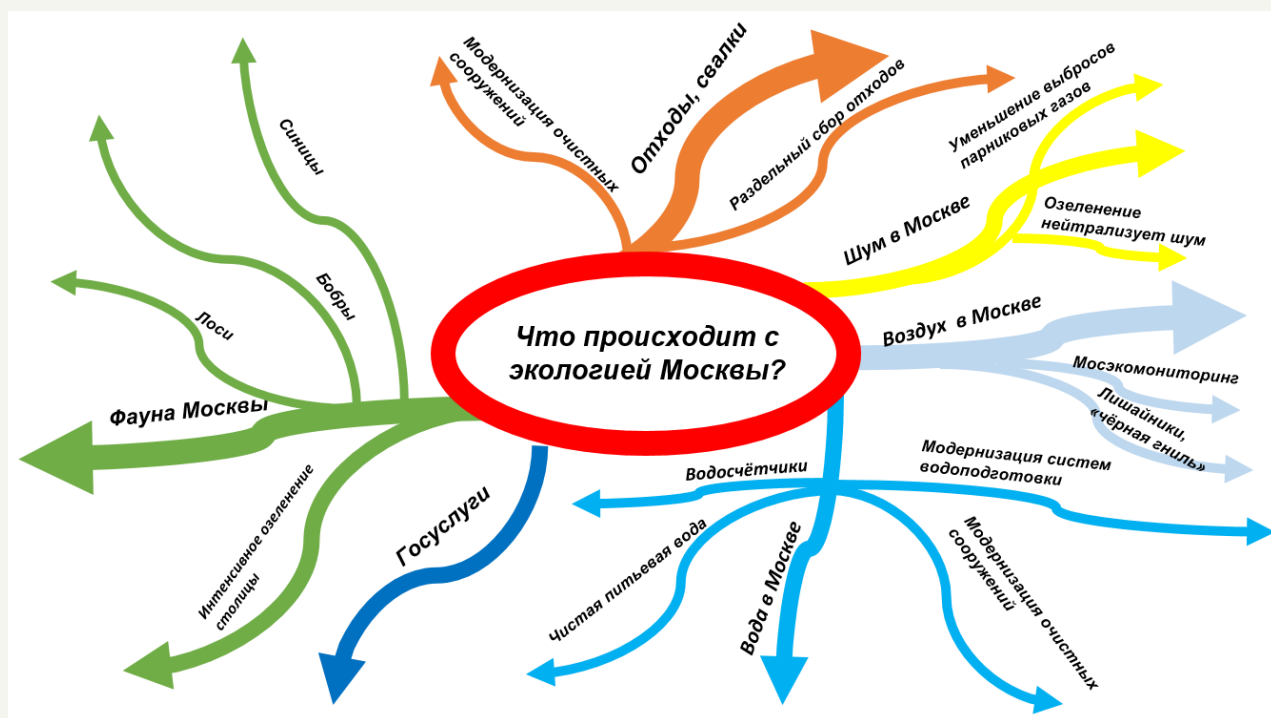 Что происходит с
экологией Москвы?
Отходы, свалки
Модернизация очистных
сооружений
Раздельный сбор отходов
Шум в Москве
Уменьшение выбросов
парниковых газов
Озеленение
нейтрализует шум
Воздух в Москве
Мосэкомониторинг
Лишайники,
«чёрная гниль»
Вода в Москве
Модернизация систем
водоподготовки
Модернизация очистных
сооружений
Водосчётчики
Чистая питьевая вода
Госуслуги
Фауна Москвы
Интенсивное озеленение
столицы
Лоси
Бобры
Синицы